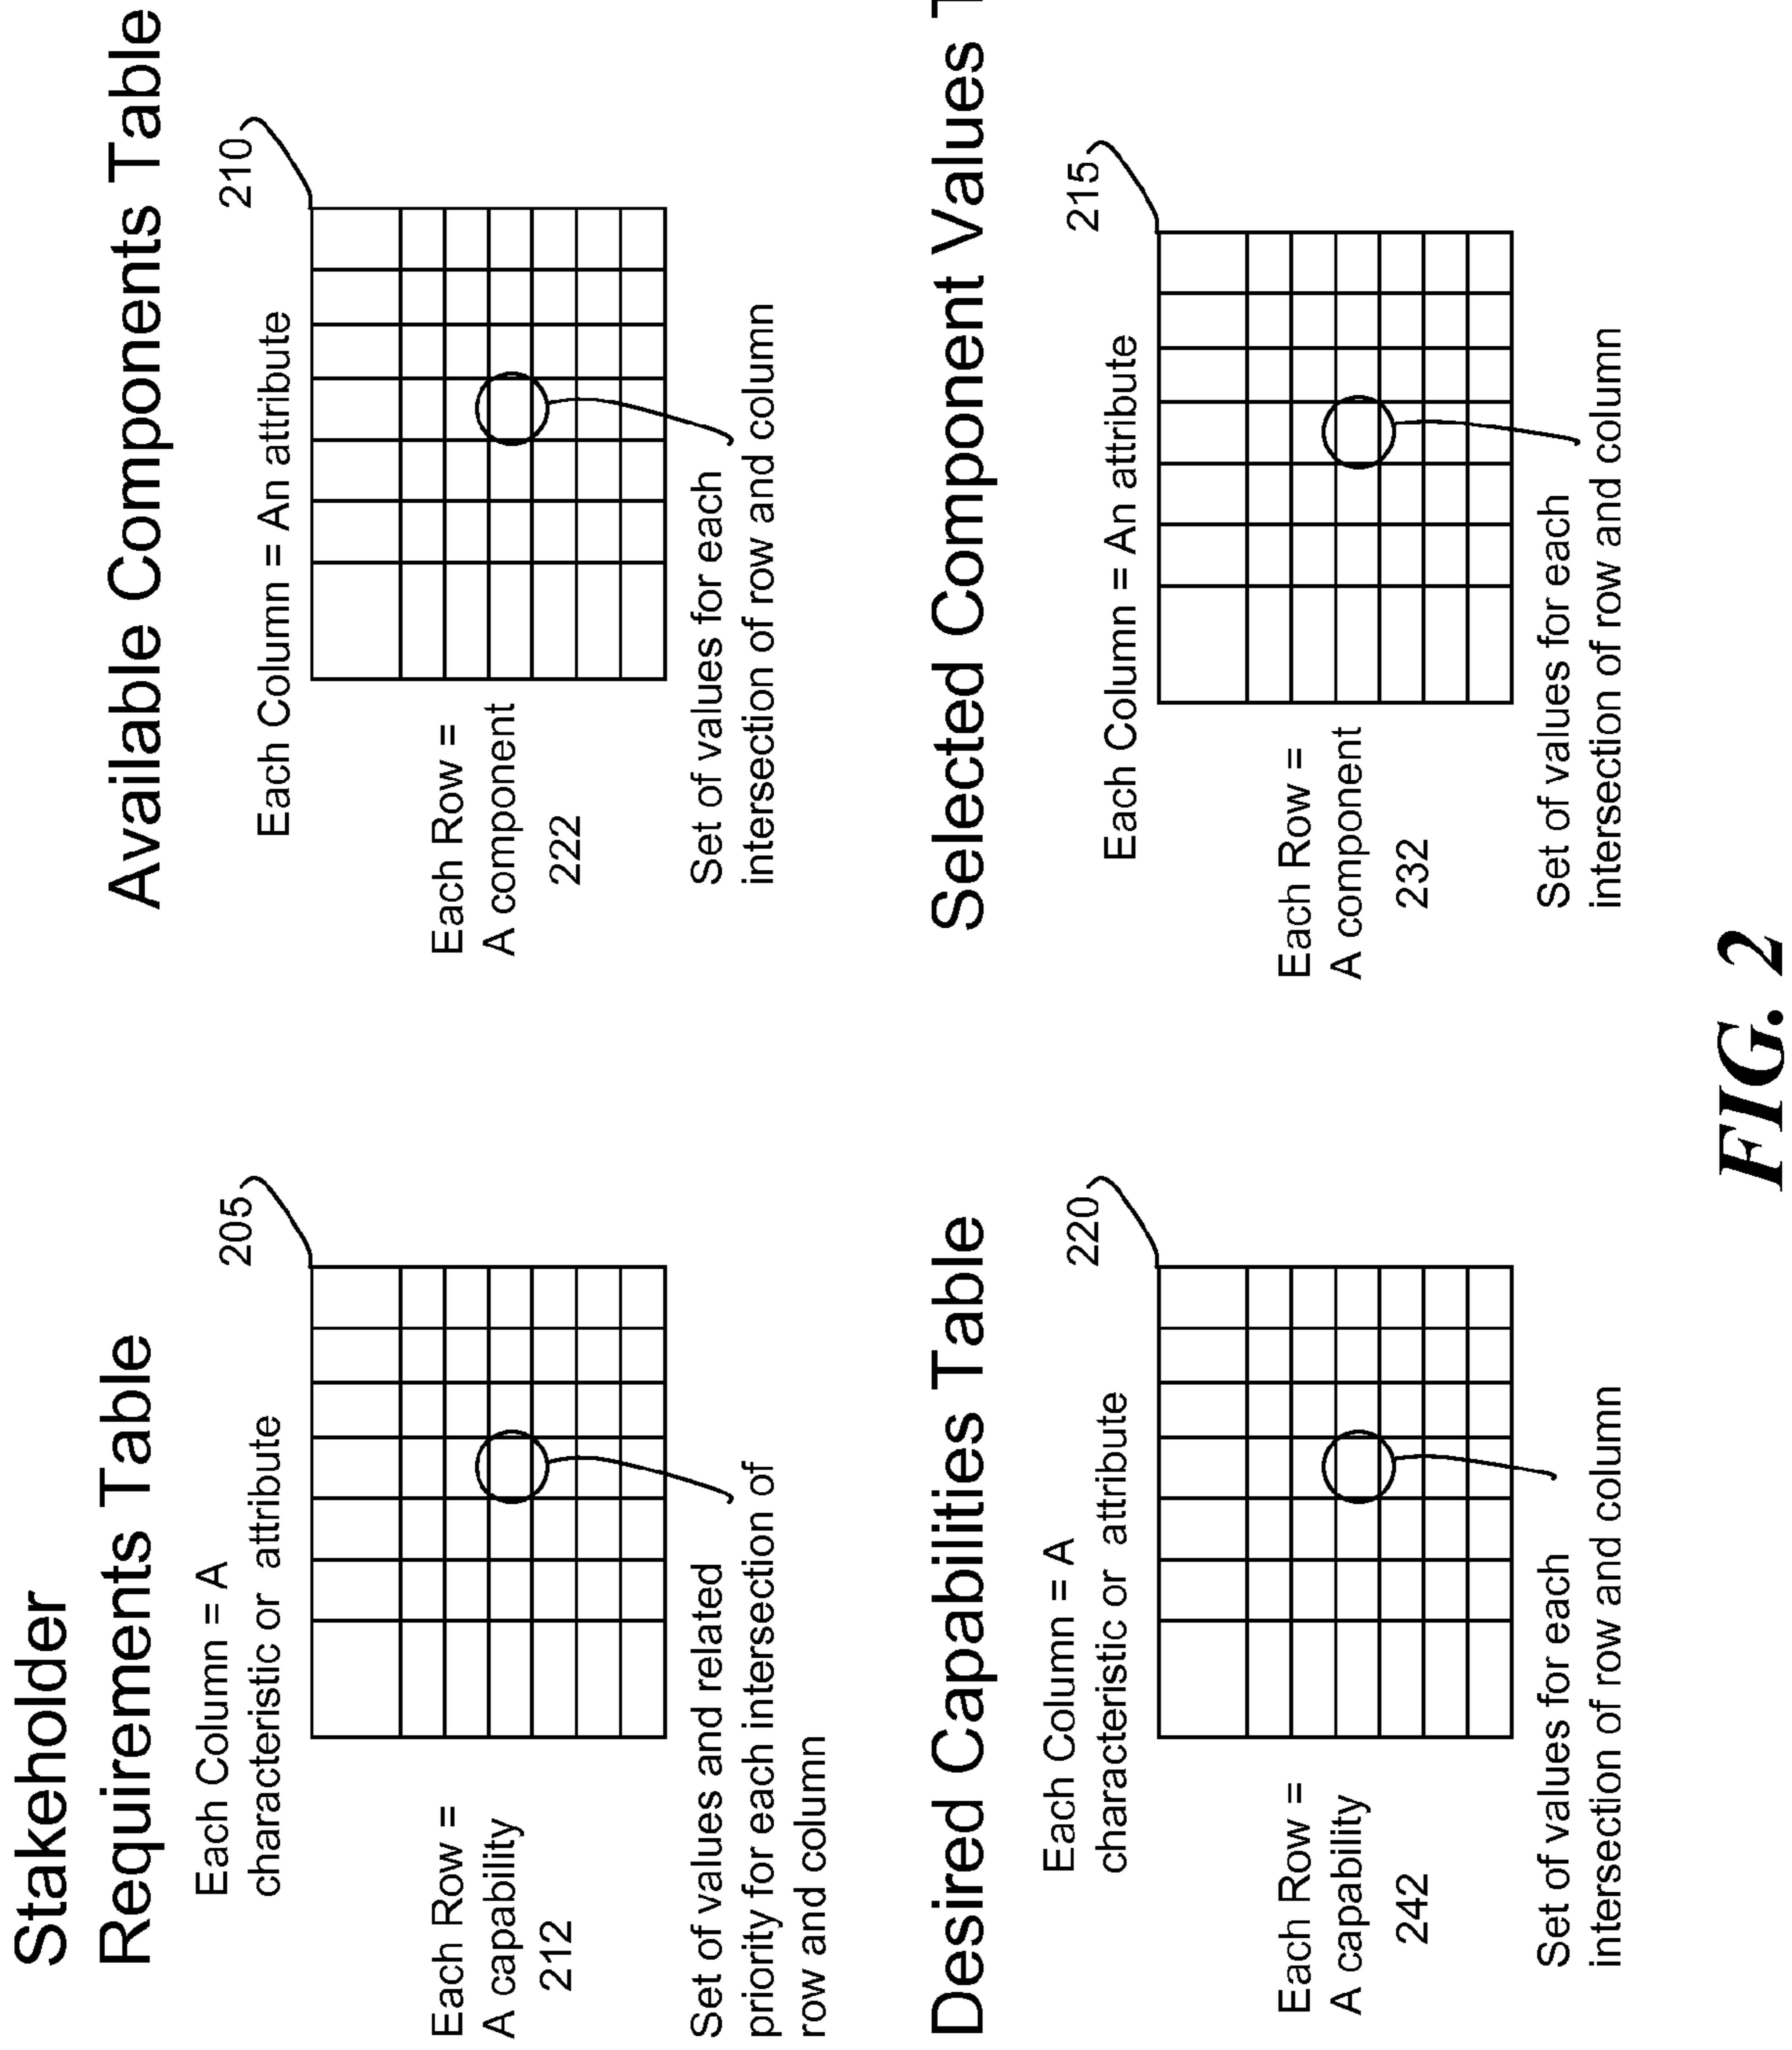 Stakeholder
Requirements Table
205
Each Column = A
characteristic or attribute
Each Row =
A capability
212
Set of values and related
priority for each intersection of
row and column
Available Components Table
210
Each Column = An attribute
Each Row =
A component
222
Set of values for each
intersection of row and column
Desired Capabilities Table
220
Each Column = A
characteristic or attribute
Each Row =
A capability
242
Set of values for each
intersection of row and column
Selected Component Values
215
Each Column = An attribute
Each Row =
A component
232
Set of values for each
intersection of row and column
FIG. 2